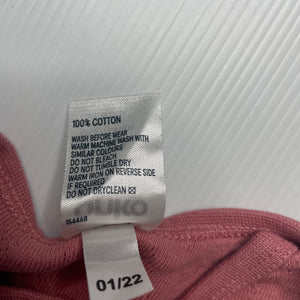 100% COTTON
WASH BEFORE WEAR
WARM MACHINE WASH WITH
SIMILAR COLOURS
DO NOT BLEACH
DO NOT TUMBLE DRY
WARM IRON ON REVERSE SIDE
IF REQUIRED
DO NOT DRYCLEAN
164468
01/22